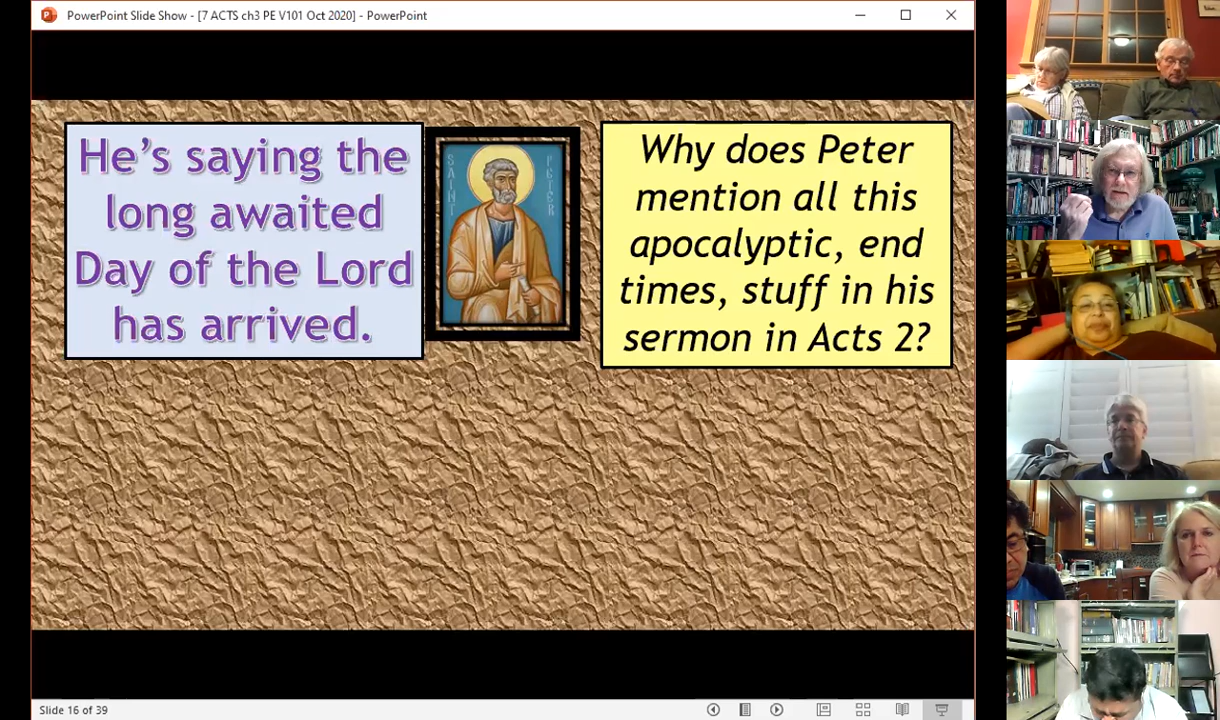 PowerPoint Slide Show - [7 ACTS ch3 PE V101 Oct 2020] - PowerPoint
He’s saying the
long awaited
Day of the Lord
has arrived.
SAINT
PETER
Why does Peter
mention all this
apocalyptic, end
times, stuff in his
sermon in Acts 2?
Slide 16 of 39